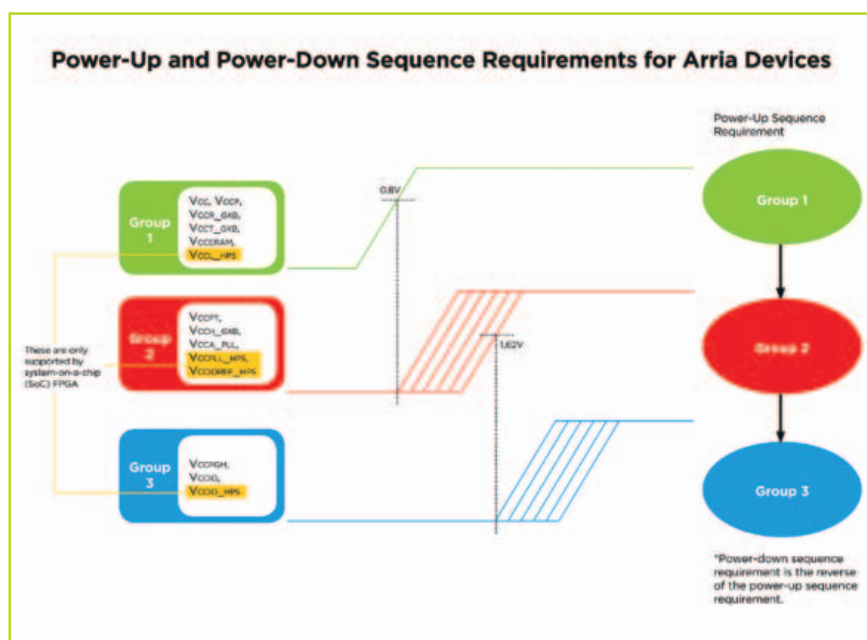 Power-Up and Power-Down Sequence Requirements for Arria Devices
Power-Up Sequence
Requirement
Group
1
VCC, VCCP,
VCCR_GXB,
VCCT_GXB,
VCCERAM,
VCCL_HPS
0.8V
Group 1
These are only
supported by
system-on-a-chip
(SoC) FPGA
Group
2
VCCPT,
VCCH_GXB,
VCCA_PLL,
VCCPLL_HPS,
VCCIOREF_HPS
1,62V
Group 2
Group
3
VCCPGM,
VCCIO,
VCCIO_HPS
Group 3
*Power-down sequence
requirement is the reverse
of the power-up sequence
requirement.